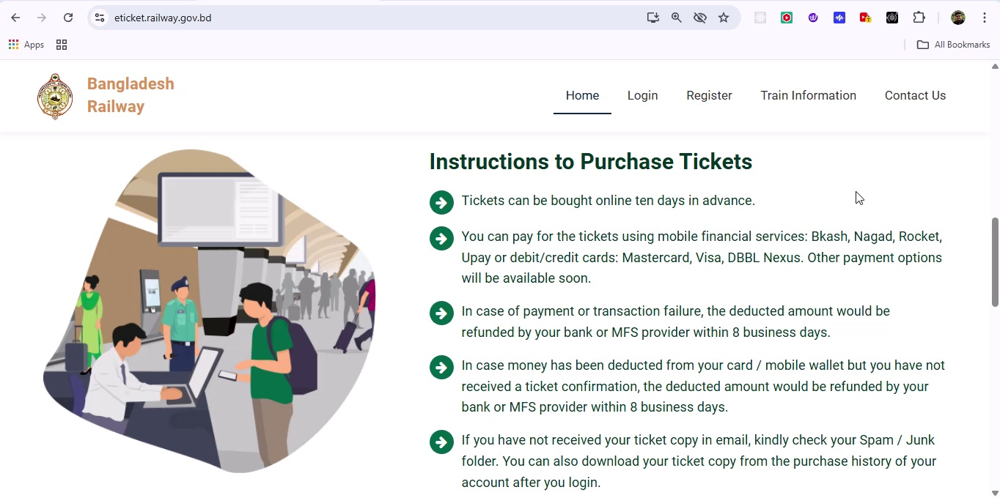 eticket.railway.gov.bd
Apps
All Bookmarks
Bangladesh
Railway
Home
Login
Register
Train Information
Contact Us
Instructions to Purchase Tickets
Tickets can be bought online ten days in advance.
You can pay for the tickets using mobile financial services: Bkash, Nagad, Rocket,
Upay or debit/credit cards: Mastercard, Visa, DBBL Nexus. Other payment options
will be available soon.
In case of payment or transaction failure, the deducted amount would be
refunded by your bank or MFS provider within 8 business days.
In case money has been deducted from your card / mobile wallet but you have not
received a ticket confirmation, the deducted amount would be refunded by your
bank or MFS provider within 8 business days.
If you have not received your ticket copy in email, kindly check your Spam / Junk
folder. You can also download your ticket copy from the purchase history of your
account after you login.